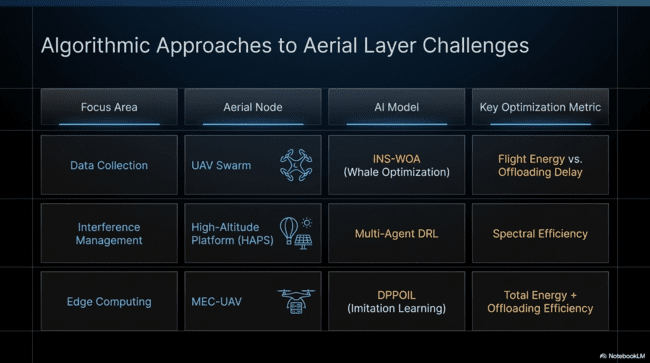 Algorithmic Approaches to Aerial Layer Challenges
Focus Area
Aerial Node
AI Model
Key Optimization Metric
Data Collection
UAV Swarm
INS-WOA
(Whale Optimization)
Flight Energy vs.
Offloading Delay
Interference
Management
High-Altitude
Platform (HAPS)
Multi-Agent DRL
Spectral Efficiency
Edge Computing
MEC-UAV
DPPOIL
(Imitation Learning)
Total Energy +
Offloading Efficiency
NotebookLM